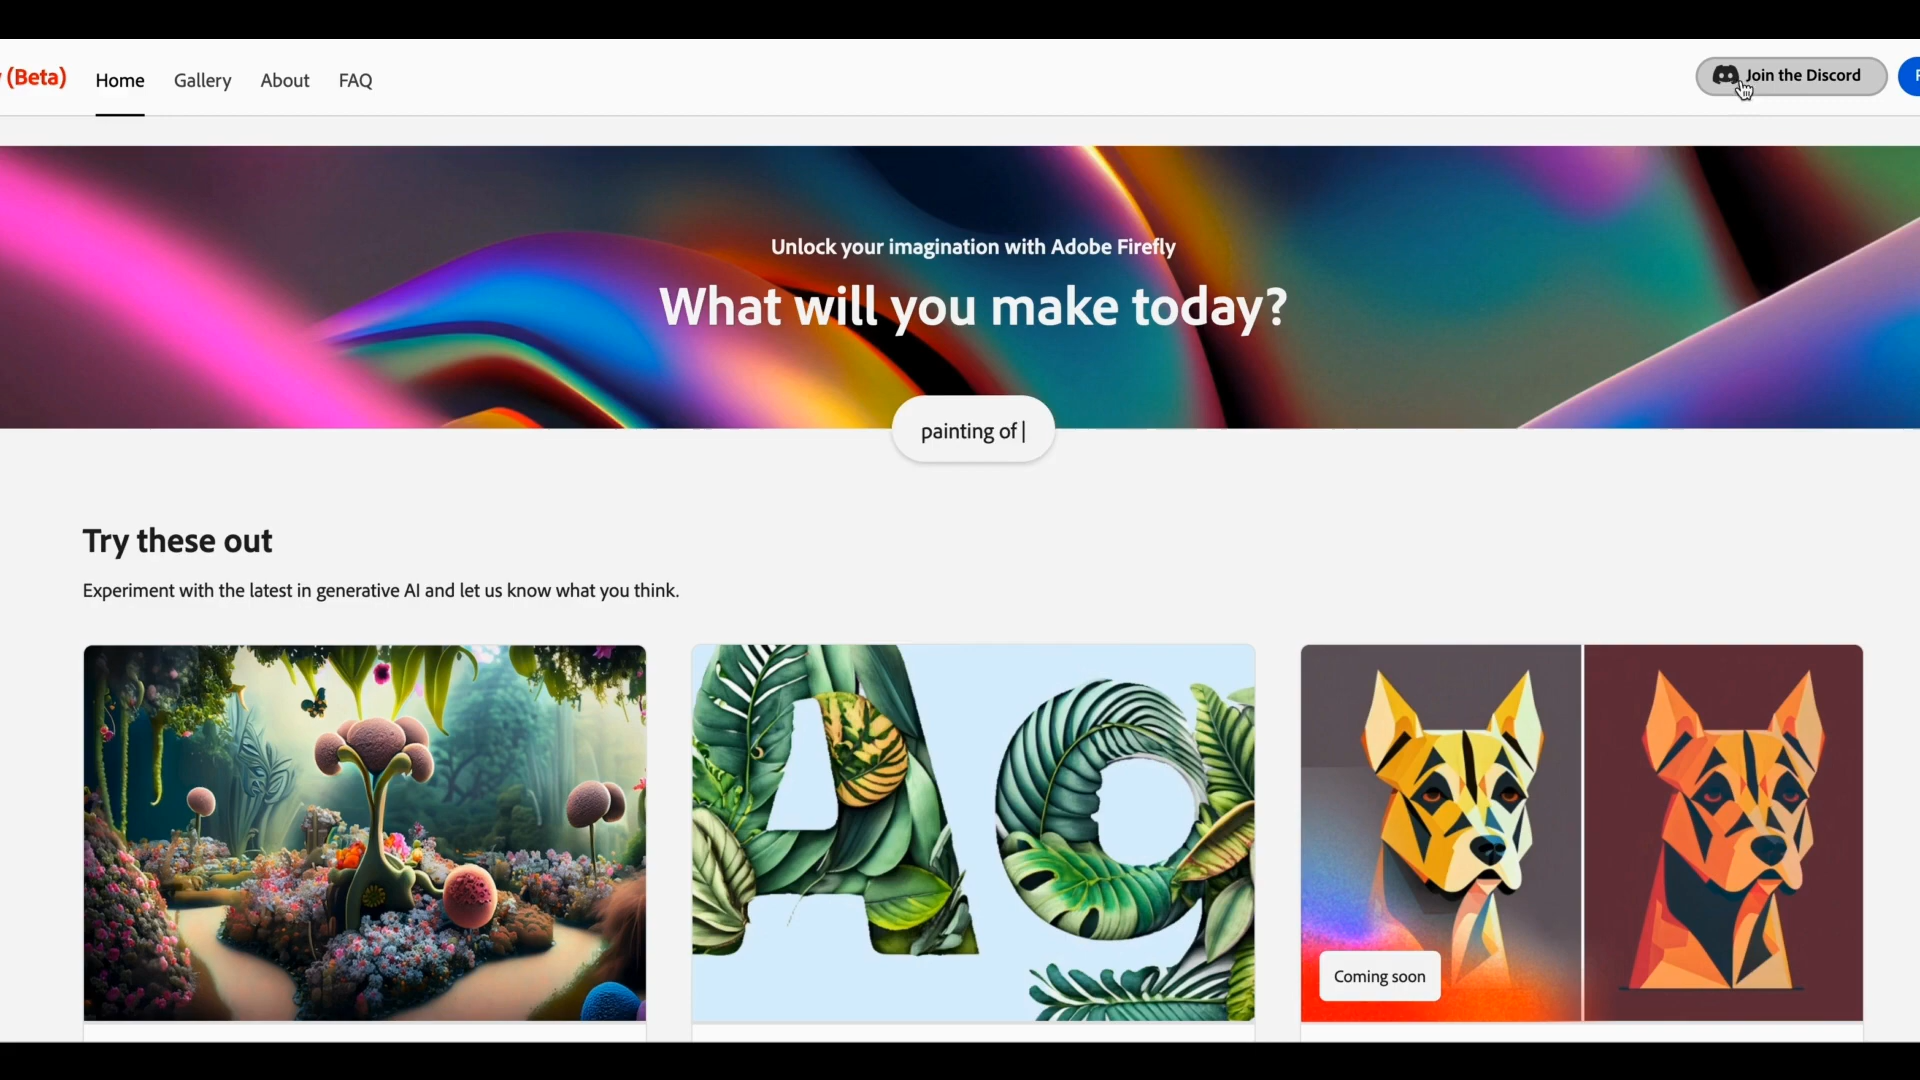 (Beta)
Home
Gallery
About
FAQ
Join the Discord
Unlock your imagination with Adobe Firefly
What will you make today?
painting of
Try these out
Experiment with the latest in generative AI and let us know what you think.
Ag
Coming soon